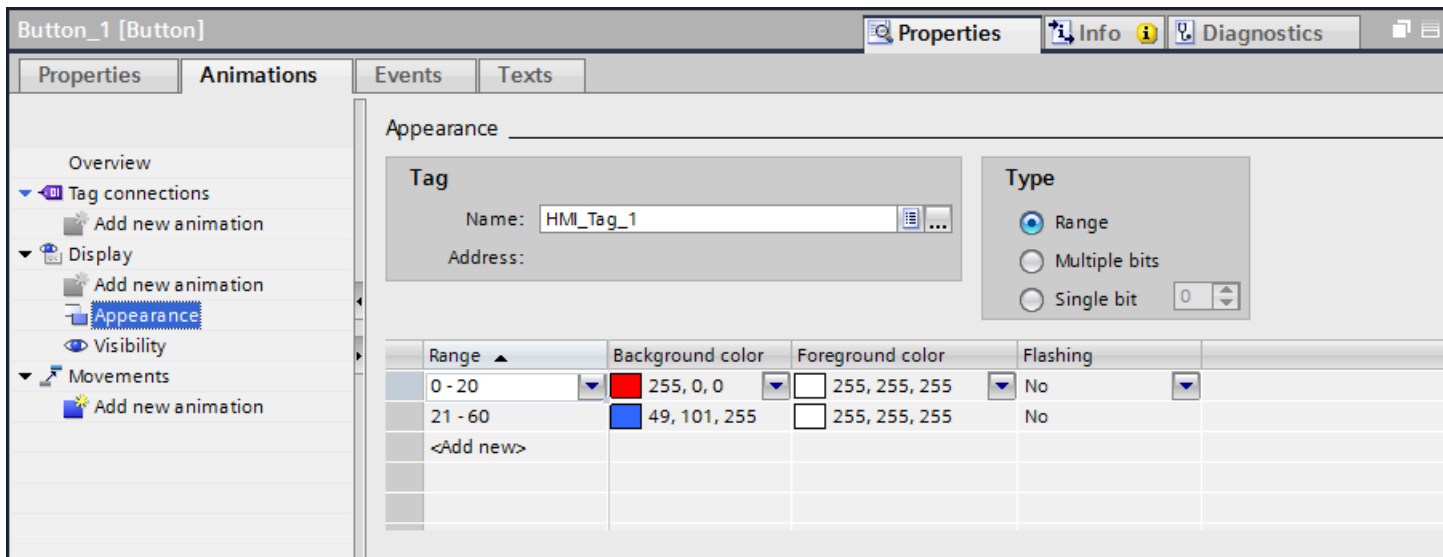 Button_1 [Button]
Properties
Info
Diagnostics
Properties
Animations
Events
Texts
Overview
Tag connections
Add new animation
Display
Add new animation
Appearance
Visibility
Movements
Add new animation
Appearance
Tag
Name: HMI_Tag_1 ...
Address:
Type
Range
Multiple bits
Single bit 0
Range Background color Foreground color Flashing
0 - 20 255, 0, 0 255, 255, 255 No
21 - 60 49, 101, 255 255, 255, 255 No
<Add new>